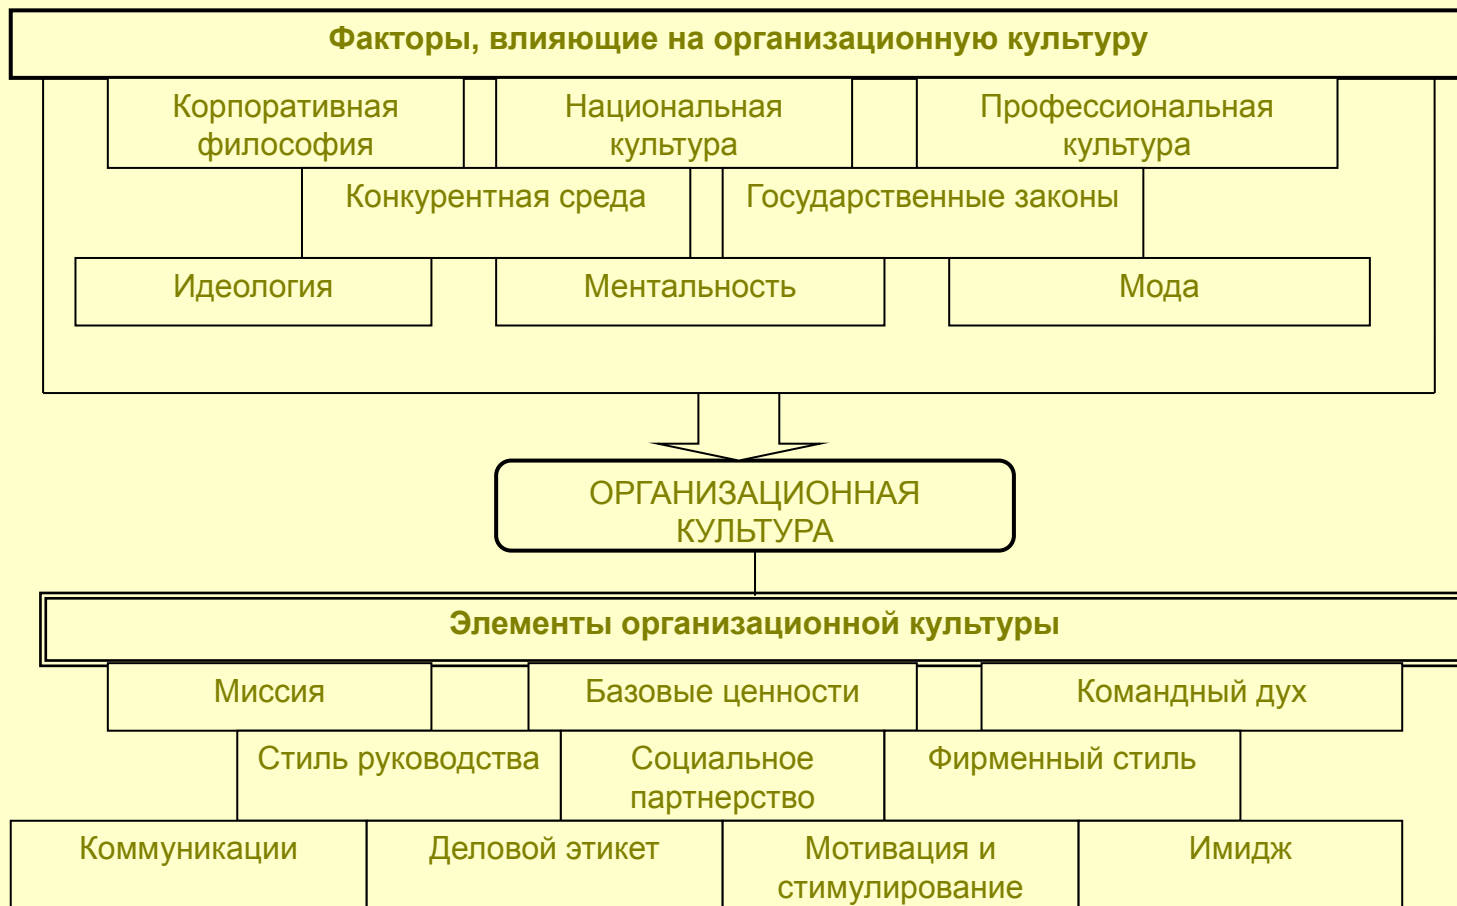 Факторы, влияющие на организационную культуру
Корпоративная
философия
Национальная
культура
Профессиональная
культура
Конкурентная среда
Государственные законы
Идеология
Ментальность
Мода
ОРГАНИЗАЦИОННАЯ
КУЛЬТУРА
Элементы организационной культуры
Миссия
Базовые ценности
Командный дух
Стиль руководства
Социальное
партнерство
Фирменный стиль
Коммуникации
Деловой этикет
Мотивация и
стимулирование
Имидж